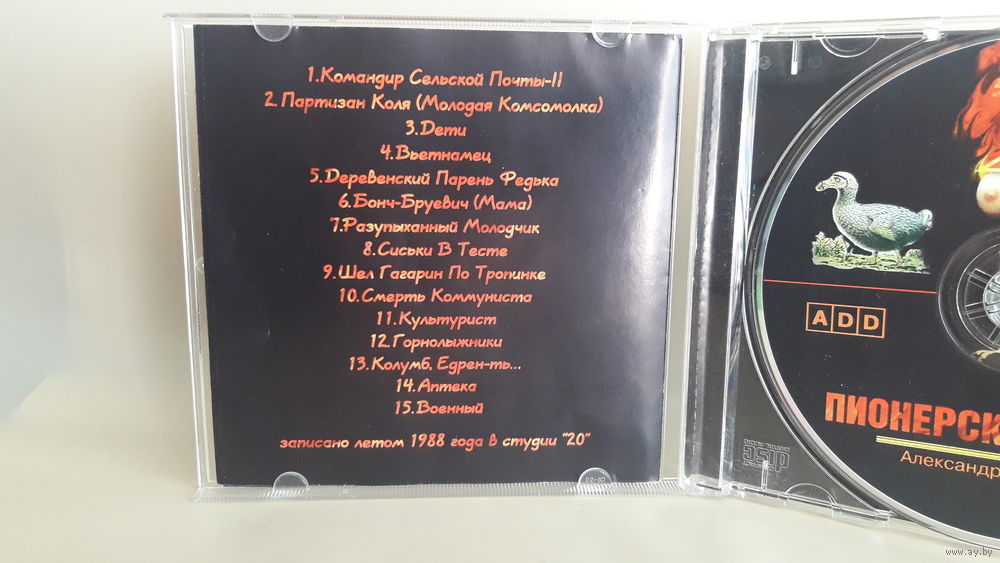 1.Командир Сельской Почты-II
2.Партизан Коля (Молодая Комсомолка)
3.Дети
4.Вьетнамец
5.Деревенский Парень Федька
6.Бонч-Бруевич (Мама)
7.Разупыханный Молодчик
8.Сиськи В Тесте
9.Шел Гагарин По Тропинке
10.Смерть Коммуниста
11.Культурист
12.Горнолыжники
13.Колумб, Едрен-ть...
14.Аптека
15.Военный
записано летом 1988 года в студии "20"
02-80
ADD
ПИОНЕРСК
Александр
disc
www.ay.by